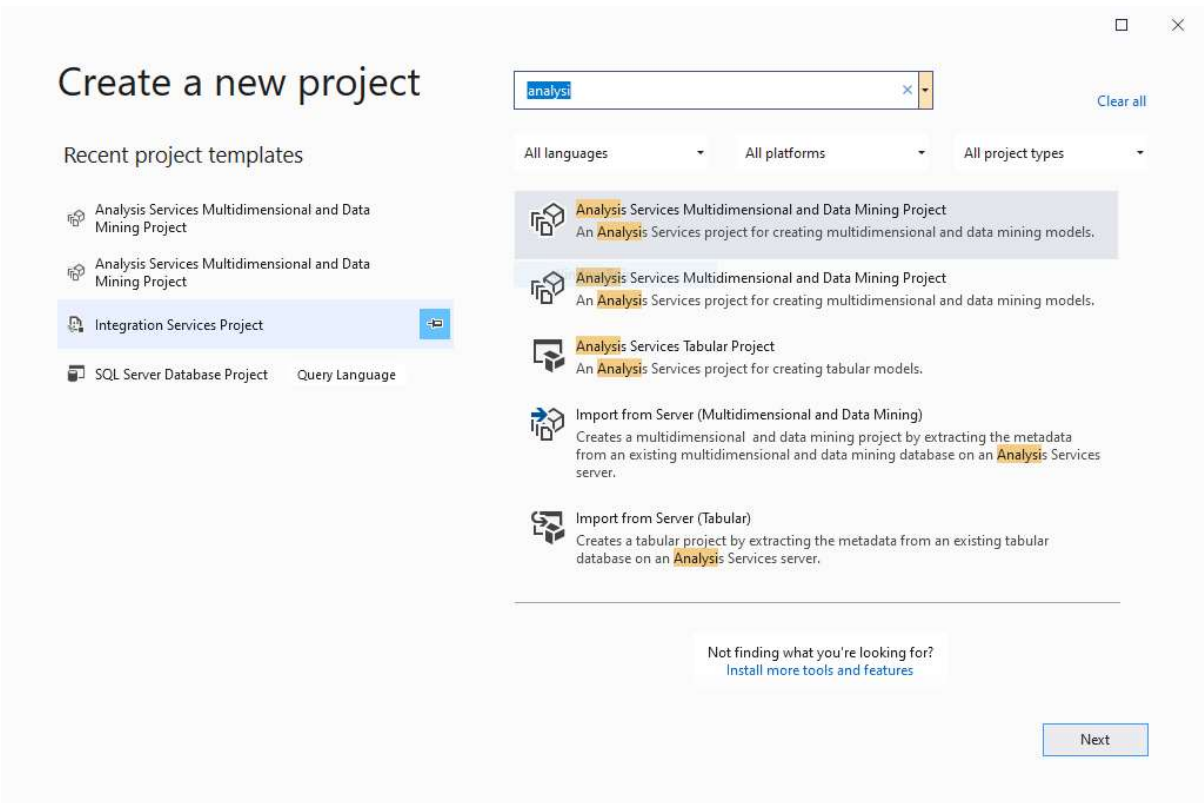 Create a new project
analysi
Clear all
Recent project templates
All languages
All platforms
All project types
Analysis Services Multidimensional and Data
Mining Project
Analysis Services Multidimensional and Data
Mining Project
Integration Services Project
SQL Server Database Project Query Language
Analysis Services Multidimensional and Data Mining Project
An Analysis Services project for creating multidimensional and data mining models.
Analysis Services Multidimensional and Data Mining Project
An Analysis Services project for creating multidimensional and data mining models.
Analysis Services Tabular Project
An Analysis Services project for creating tabular models.
Import from Server (Multidimensional and Data Mining)
Creates a multidimensional and data mining project by extracting the metadata
from an existing multidimensional and data mining database on an Analysis Services
server.
Import from Server (Tabular)
Creates a tabular project by extracting the metadata from an existing tabular
database on an Analysis Services server.
Not finding what you're looking for?
Install more tools and features
Next